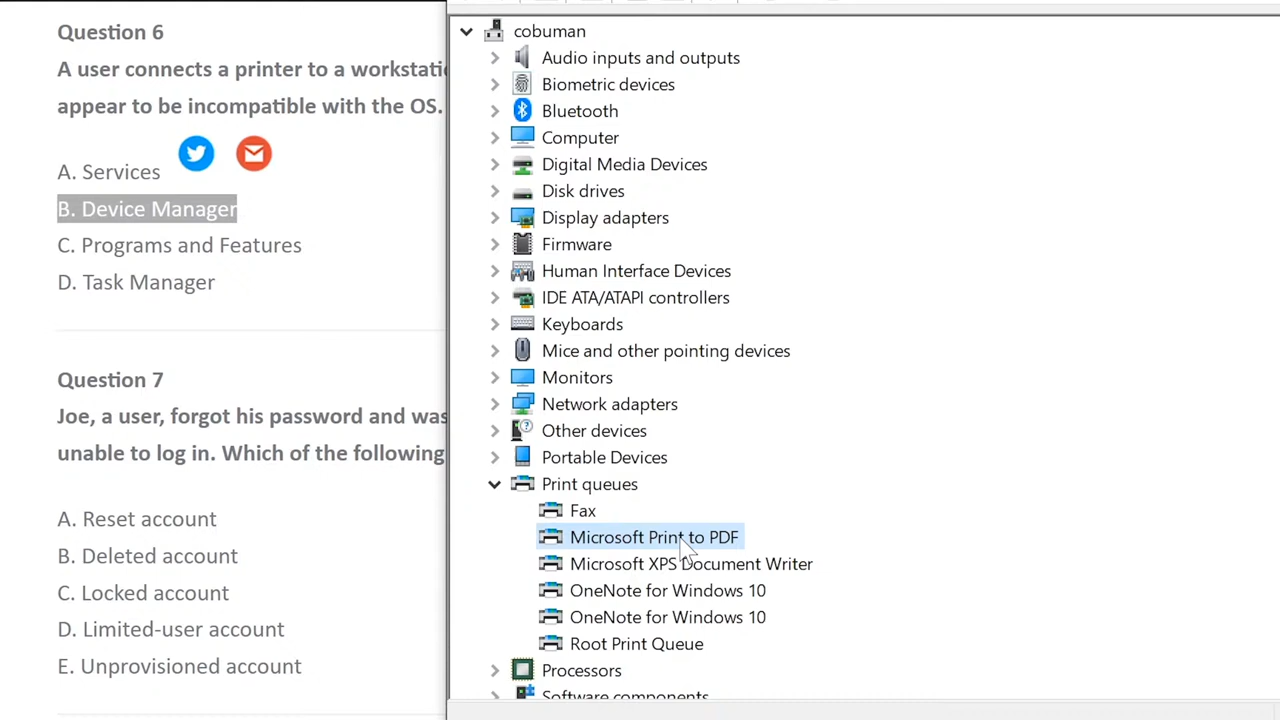 Question 6
A user connects a printer to a workstati
appear to be incompatible with the OS.
A. Services
B. Device Manager
C. Programs and Features
D. Task Manager
Question 7
Joe, a user, forgot his password and was
unable to log in. Which of the following
A. Reset account
B. Deleted account
C. Locked account
D. Limited-user account
E. Unprovisioned account
cobuman
Audio inputs and outputs
Biometric devices
Bluetooth
Computer
Digital Media Devices
Disk drives
Display adapters
Firmware
Human Interface Devices
IDE ATA/ATAPI controllers
Keyboards
Mice and other pointing devices
Monitors
Network adapters
Other devices
Portable Devices
Print queues
Fax
Microsoft Print to PDF
Microsoft XPS Document Writer
OneNote for Windows 10
OneNote for Windows 10
Root Print Queue
Processors
Software components